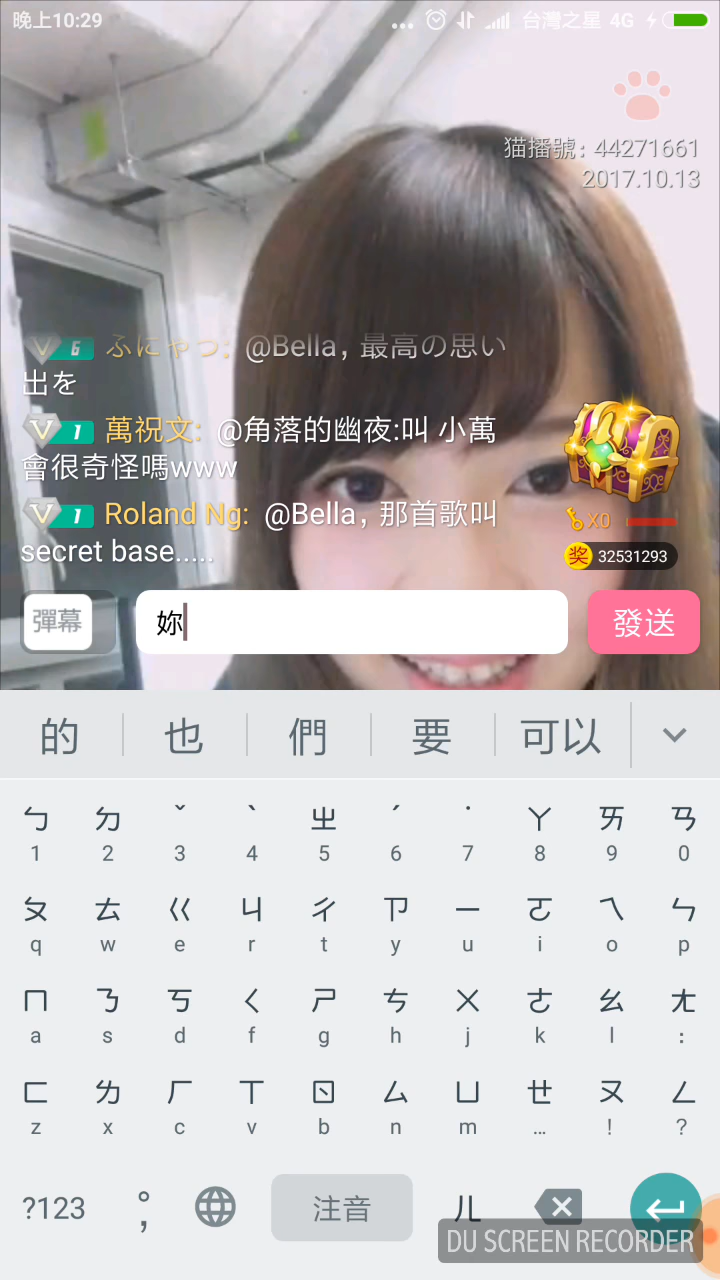 晚上10:29 ... 台灣之星 4G
猫播號: 44271661
2017.10.13
V 6 ふにゃつ: @Bella, 最高の思い
出を
V 1 萬祝文: @角落的幽夜:叫 小萬
會很奇怪嗎www
V 1 Roland Ng: @Bella, 那首歌叫
secret base.....
X0
奖 32531293
彈幕 妳 發送
的 也 們 要 可以
ㄅ ㄉ ˇ ˋ ㄓ ˊ ˙ ㄚ ㄞ ㄢ
1 2 3 4 5 6 7 8 9 0
ㄆ ㄊ ㄍ ㄐ ㄔ ㄗ ㄧ ㄛ ㄟ ㄣ
q w e r t y u i o p
ㄇ ㄋ ㄎ ㄑ ㄕ ㄘ ㄨ ㄜ ㄠ ㄤ
a s d f g h j k l :
ㄈ ㄌ ㄏ ㄒ ㄖ ㄙ ㄩ ㄝ ㄡ ㄥ
z x c v b n m … ! ?
?123 °, 注音 ㄦ
DU SCREEN RECORDER